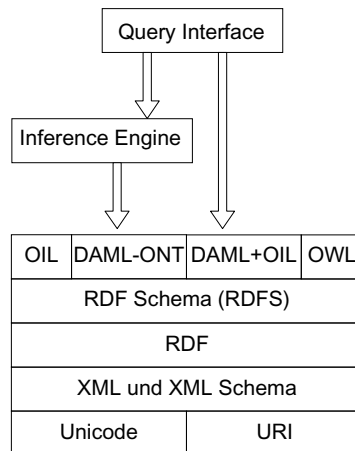 Query Interface
Inference Engine
OIL DAML-ONT DAML+OIL OWL
RDF Schema (RDFS)
RDF
XML und XML Schema
Unicode URI